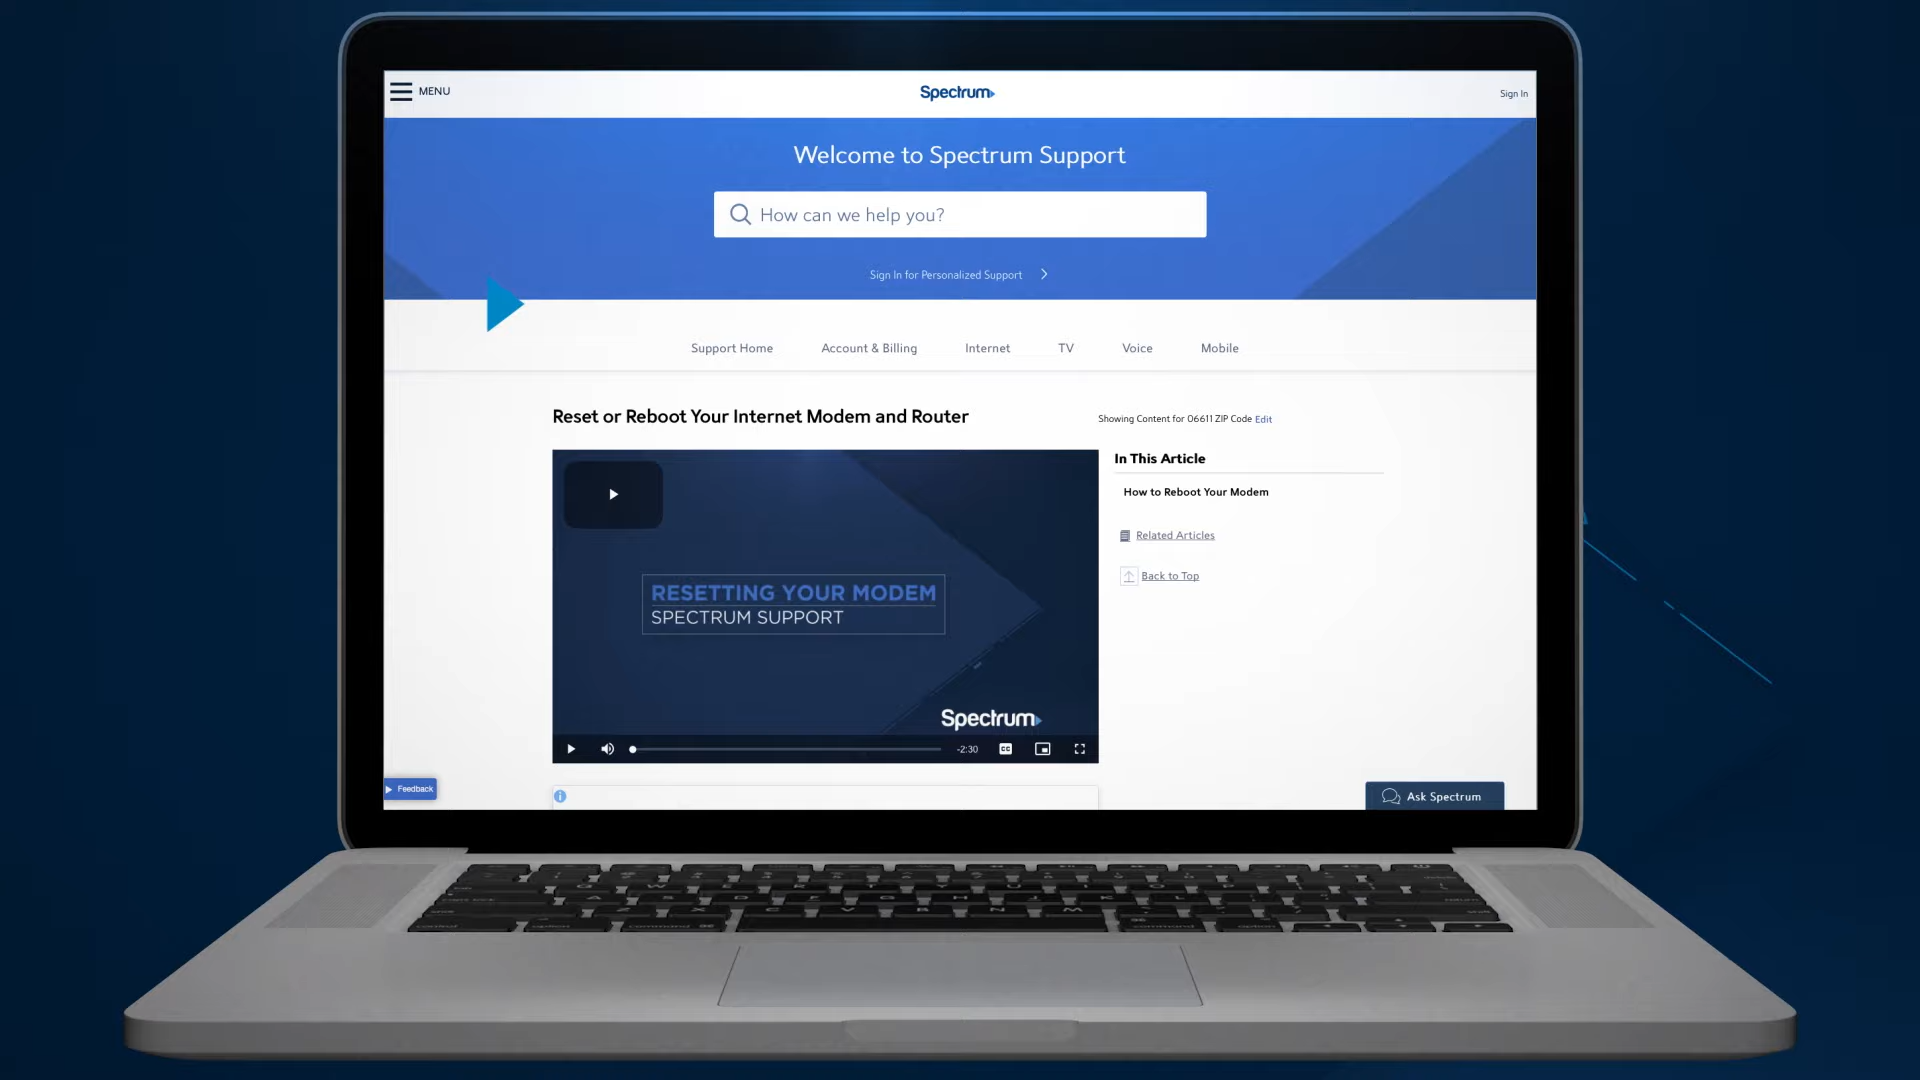 MENU
Spectrum
Sign In
Welcome to Spectrum Support
How can we help you?
Sign In for Personalized Support
Support Home
Account & Billing
Internet
TV
Voice
Mobile
Reset or Reboot Your Internet Modem and Router
Showing Content for 06611 ZIP Code Edit
RESETTING YOUR MODEM
SPECTRUM SUPPORT
Spectrum
-2:30
CC
In This Article
How to Reboot Your Modem
Related Articles
Back to Top
Feedback
Ask Spectrum